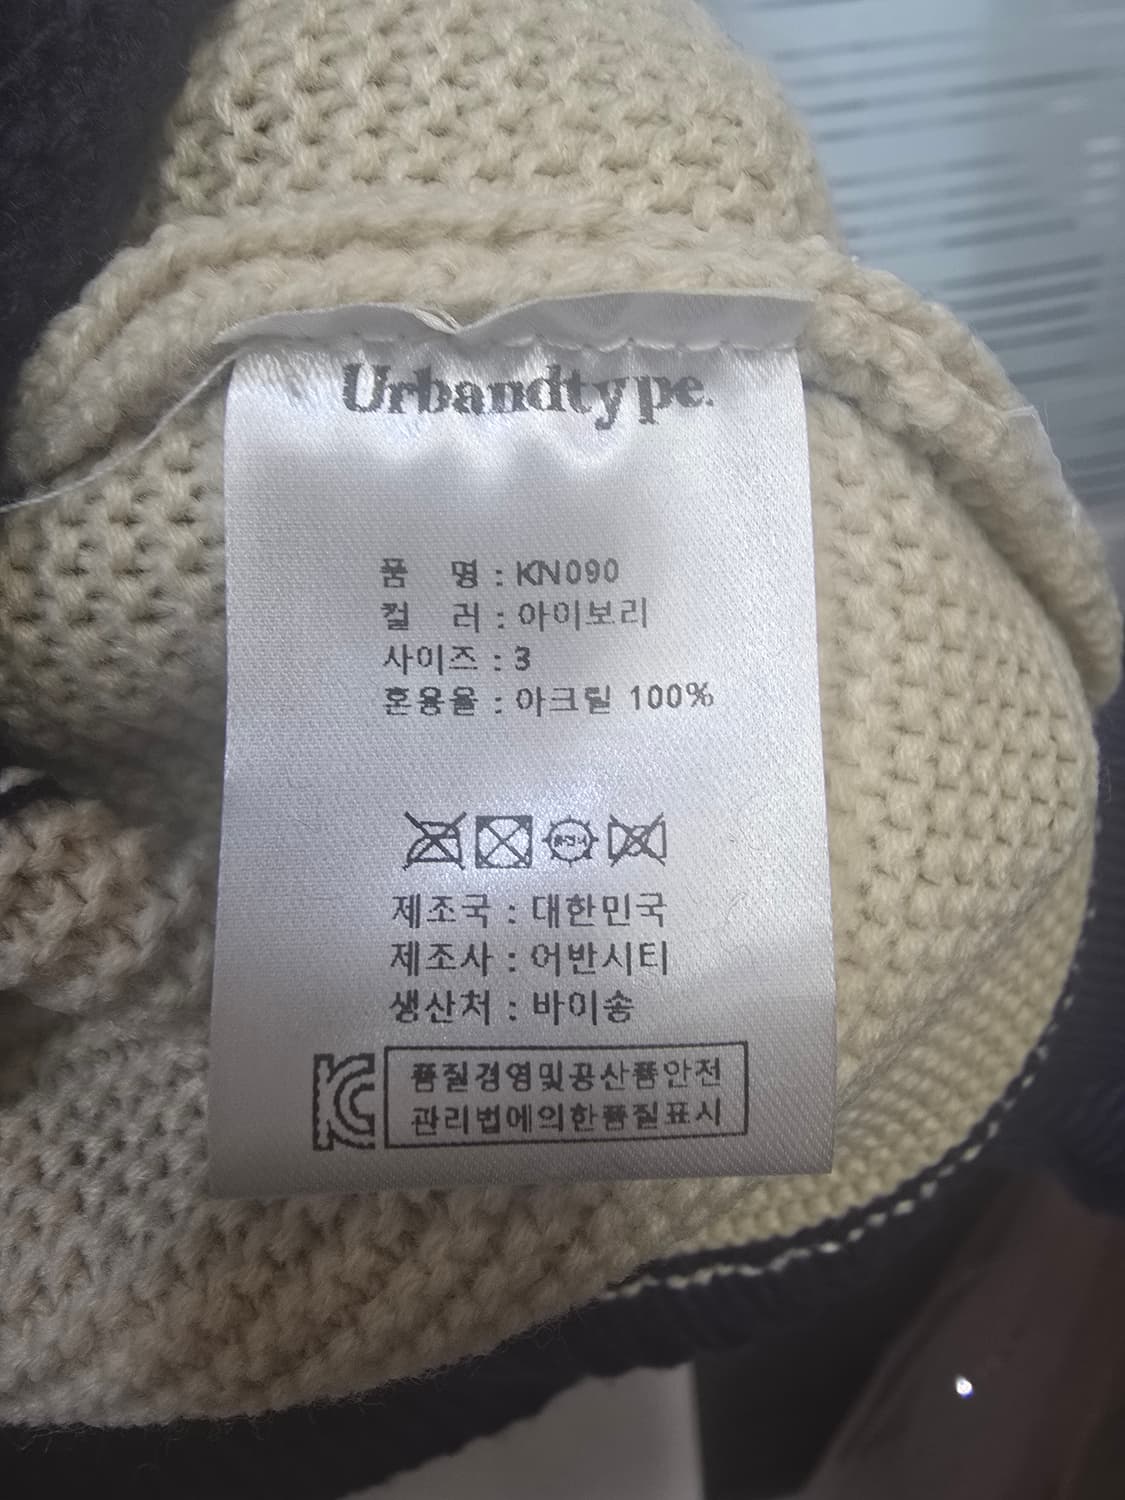 Urbandtype.
품 명 : KN090
컬 러 : 아이보리
사이즈 : 3
혼용율 : 아크릴 100%
제조국 : 대한민국
제조사 : 어반시티
생산처 : 바이송
KC
품질경영및공산품안전
관리법에의한품질표시